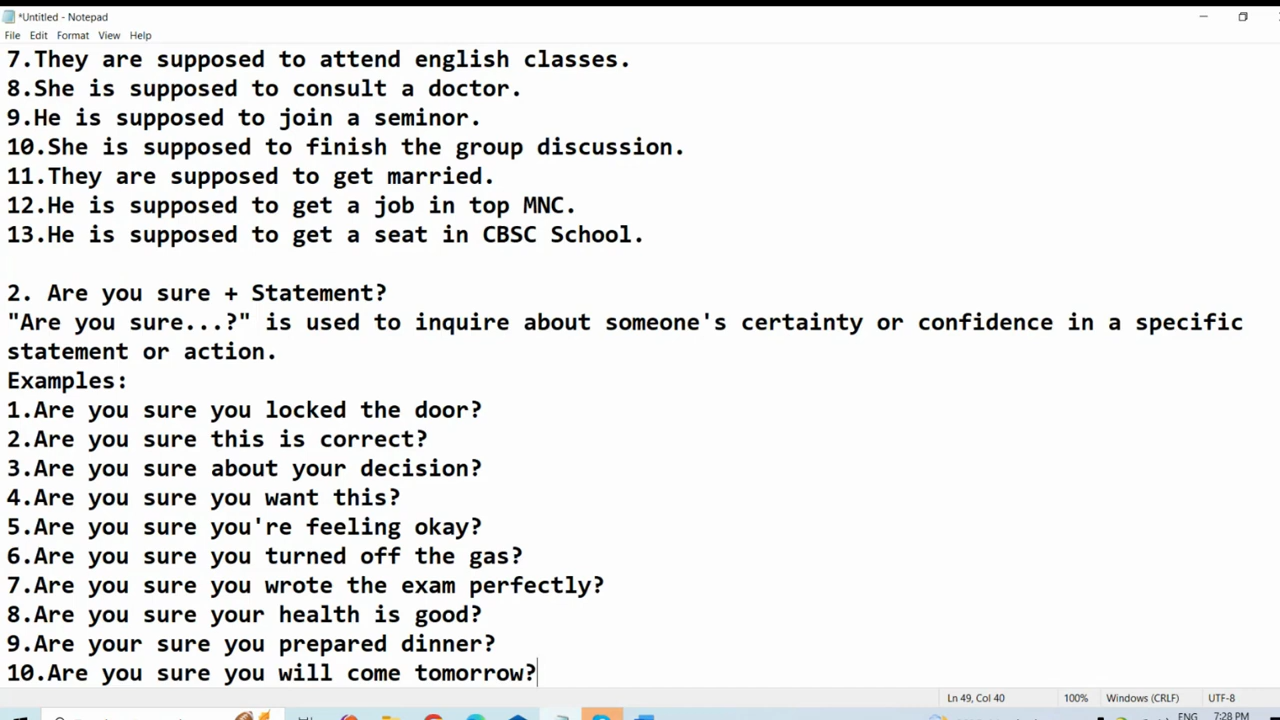 *Untitled - Notepad
File Edit Format View Help
7.They are supposed to attend english classes.
8.She is supposed to consult a doctor.
9.He is supposed to join a seminor.
10.She is supposed to finish the group discussion.
11.They are supposed to get married.
12.He is supposed to get a job in top MNC.
13.He is supposed to get a seat in CBSC School.
2. Are you sure + Statement?
"Are you sure...?" is used to inquire about someone's certainty or confidence in a specific
statement or action.
Examples:
1.Are you sure you locked the door?
2.Are you sure this is correct?
3.Are you sure about your decision?
4.Are you sure you want this?
5.Are you sure you're feeling okay?
6.Are you sure you turned off the gas?
7.Are you sure you wrote the exam perfectly?
8.Are you sure your health is good?
9.Are your sure you prepared dinner?
10.Are you sure you will come tomorrow?
Ln 49, Col 40 100% Windows (CRLF) UTF-8
ENG 7:28 PM